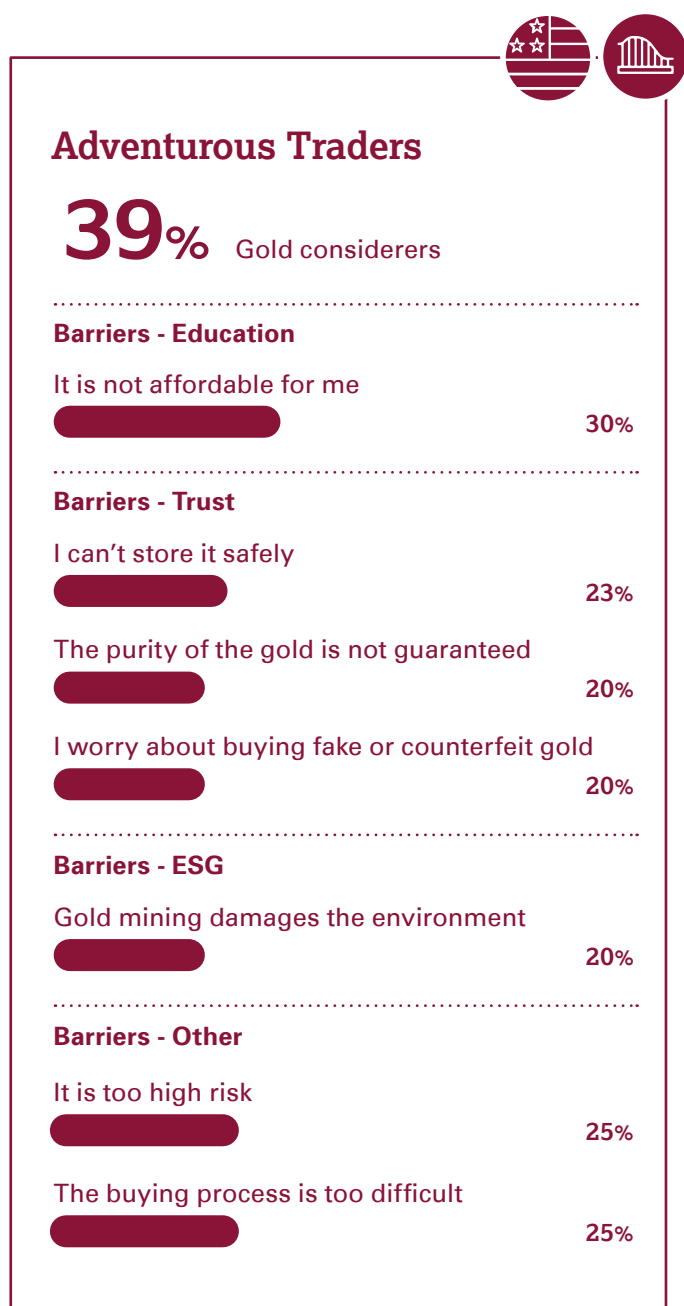 Adventurous Traders
39% Gold considerers
Barriers - Education
It is not affordable for me
30%
Barriers - Trust
I can’t store it safely
23%
The purity of the gold is not guaranteed
20%
I worry about buying fake or counterfeit gold
20%
Barriers - ESG
Gold mining damages the environment
20%
Barriers - Other
It is too high risk
25%
The buying process is too difficult
25%